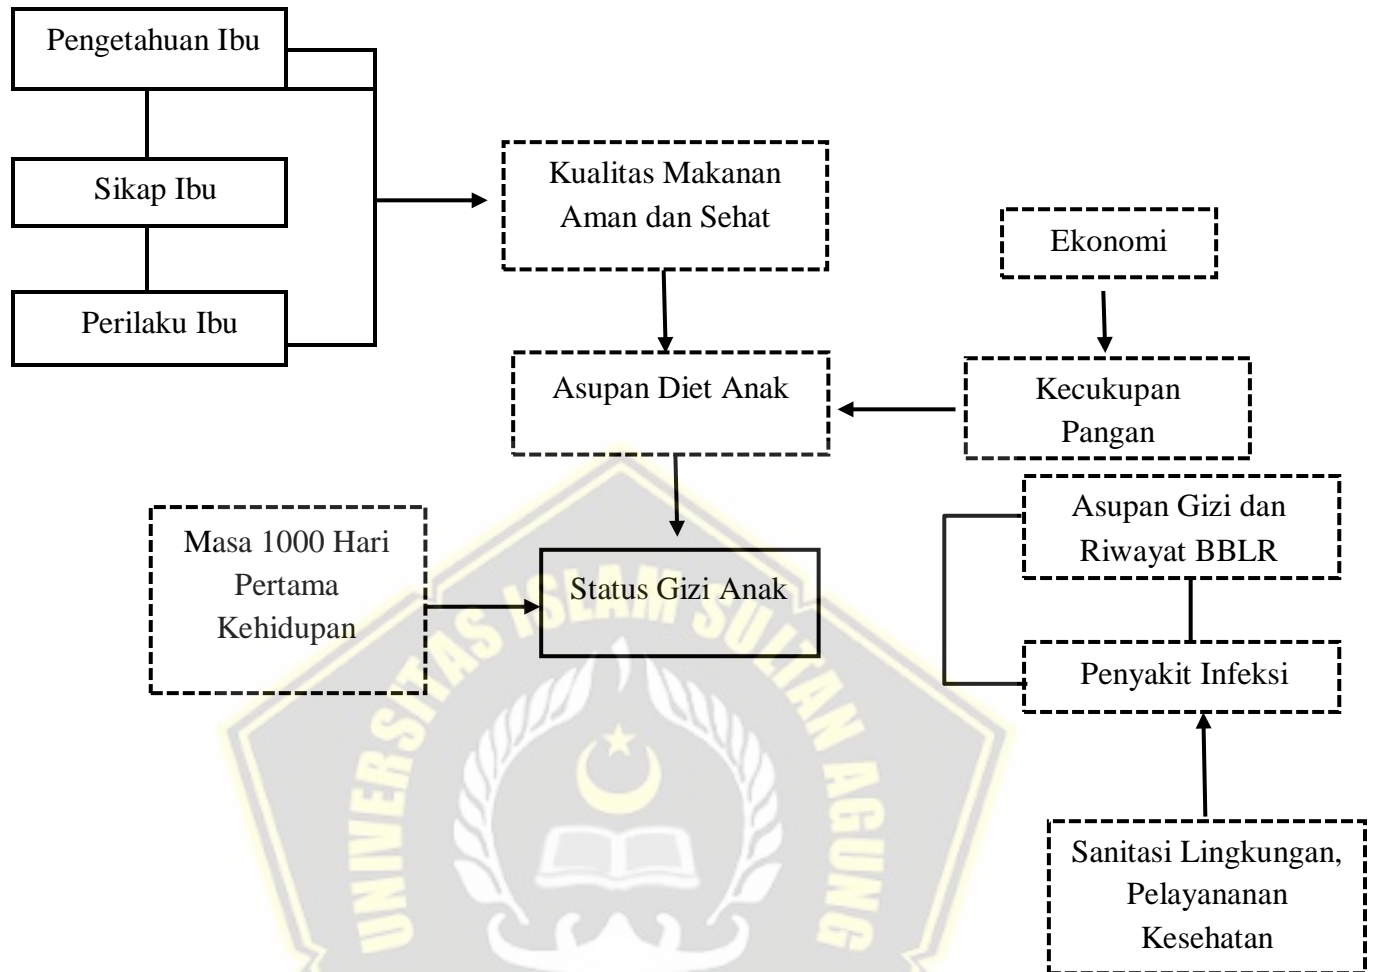 Pengetahuan Ibu
Sikap Ibu
Perilaku Ibu
Kualitas Makanan
Aman dan Sehat
Ekonomi
Asupan Diet Anak
Kecukupan
Pangan
Masa 1000 Hari
Pertama
Kehidupan
Status Gizi Anak
Asupan Gizi dan
Riwayat BBLR
Penyakit Infeksi
Sanitasi Lingkungan,
Pelayananan
Kesehatan
UNIVERSITAS ISLAM SULTAN AGUNG